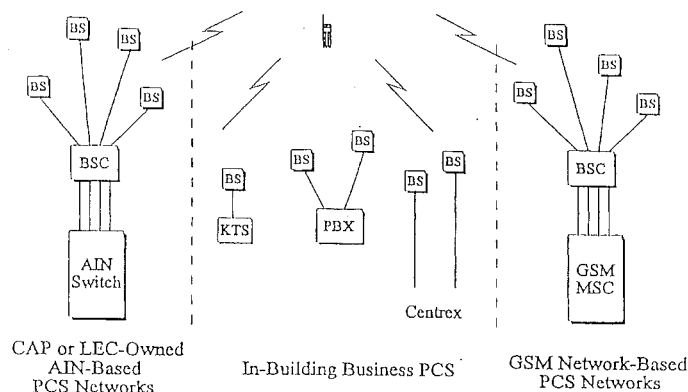 BS
BS
BS
BS
BSC
AIN
Switch
CAP or LEC-Owned
AIN-Based
PCS Networks
BS
KTS
BS
BS
PBX
BS
BS
Centrex
In-Building Business PCS
BS
BS
BS
BS
BSC
GSM
MSC
GSM Network-Based
PCS Networks